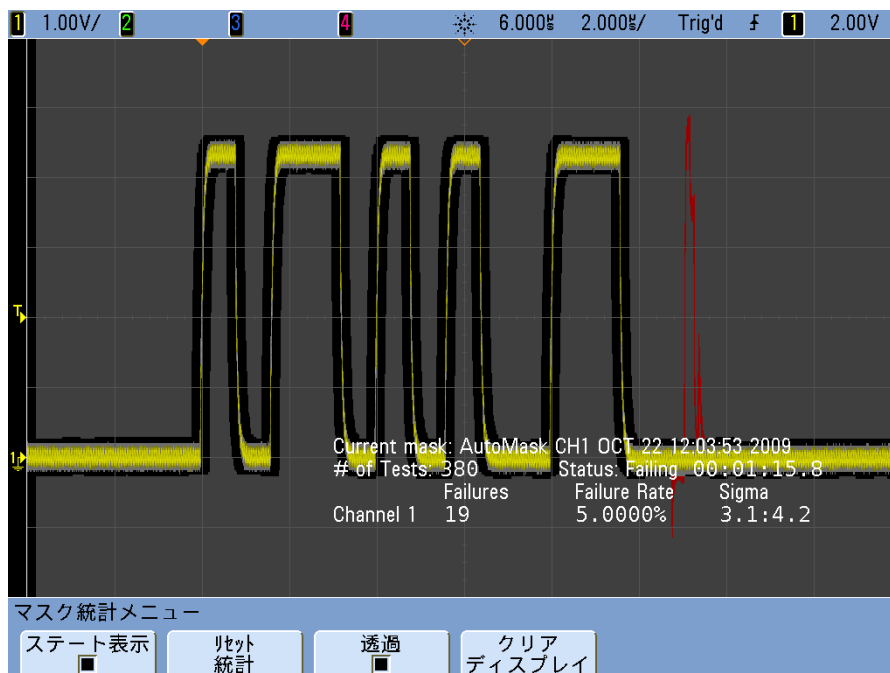 1 1.00V/ 2 3 4 6.000µs 2.000µs/ Trig'd 1 2.00V
T
1
Current mask: AutoMask CH1 OCT 22 12:03:53 2009
# of Tests: 380 Status: Failing 00:01:15.8
Failures Failure Rate Sigma
Channel 1 19 5.0000% 3.1:4.2
マスク統計メニュー
ステート表示 リセット 透過 クリア
統計 ディスプレイ